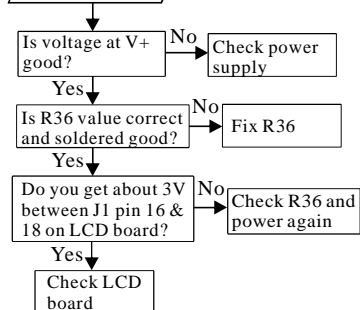 Is voltage at V+
good?
No
Check power
supply
Yes
Is R36 value correct
and soldered good?
No
Fix R36
Yes
Do you get about 3V
between J1 pin 16 &
18 on LCD board?
No
Check R36 and
power again
Yes
Check LCD
board